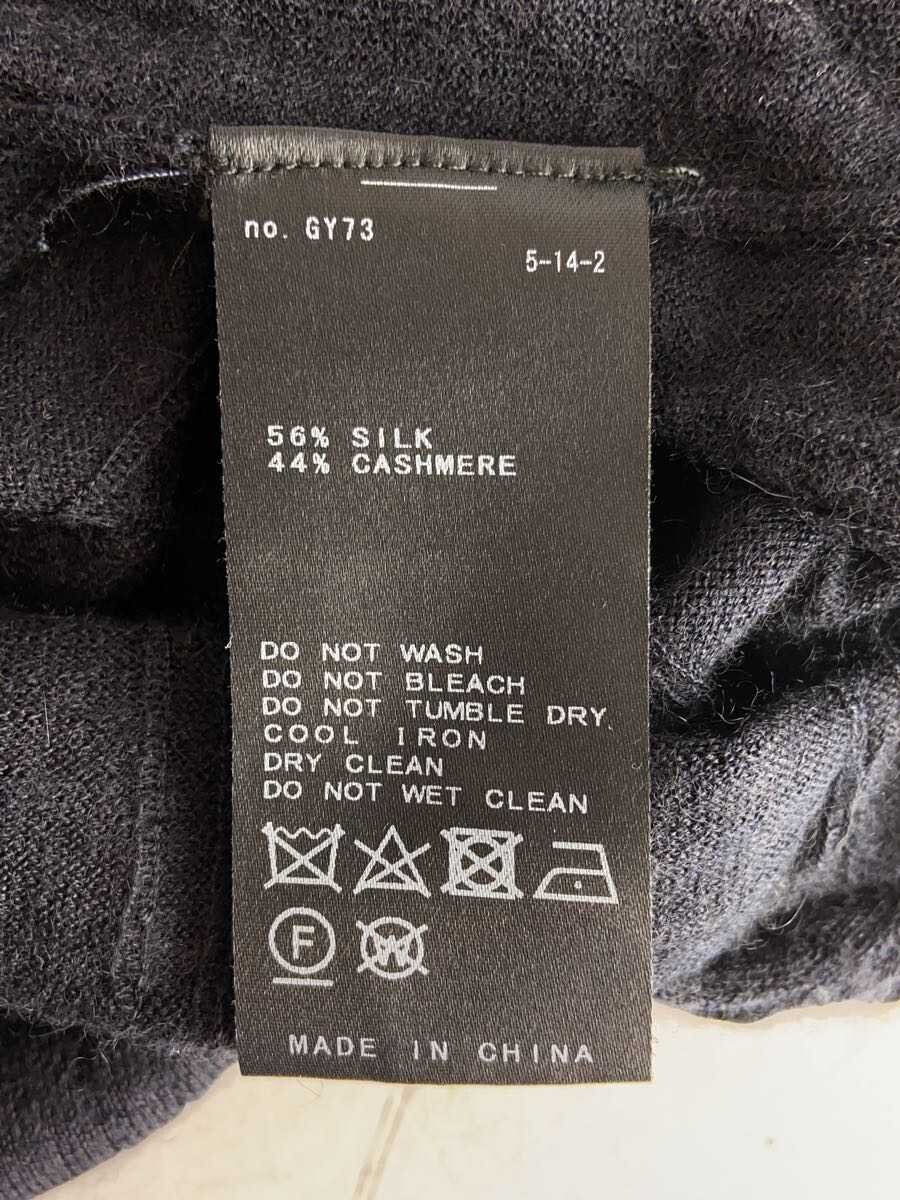 no. GY73
5-14-2
56% SILK
44% CASHMERE
DO NOT WASH
DO NOT BLEACH
DO NOT TUMBLE DRY
COOL IRON
DRY CLEAN
DO NOT WET CLEAN
F
W
MADE IN CHINA